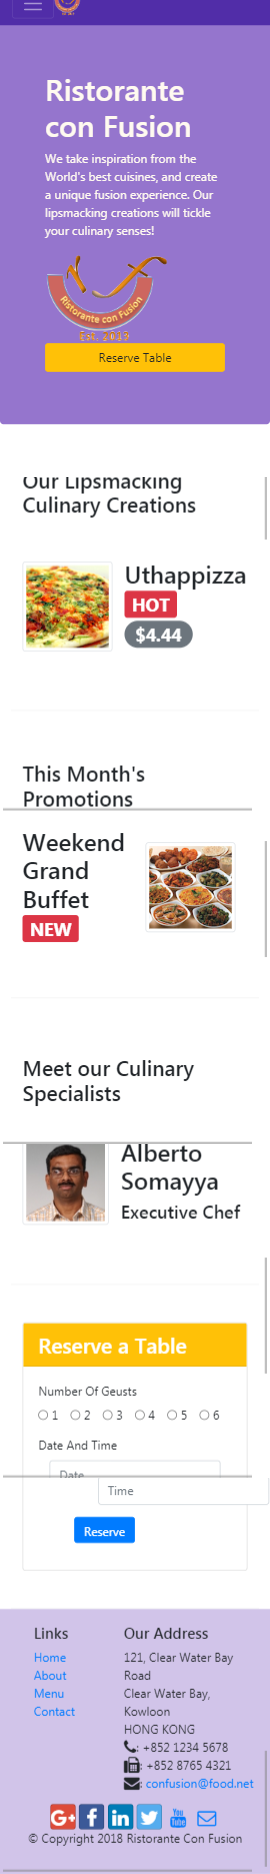 Ristorante
con Fusion
We take inspiration from the
World's best cuisines, and create
a unique fusion experience. Our
lipsmacking creations will tickle
your culinary senses!
Ristorante con Fusion
Est. 2019
Reserve Table
Our Lipsmacking
Culinary Creations
Uthappizza
HOT
$4.44
This Month's
Promotions
Weekend
Grand
Buffet
NEW
Meet our Culinary
Specialists
Alberto
Somayya
Executive Chef
Reserve a Table
Number Of Geusts
1 2 3 4 5 6
Date And Time
Date
Time
Reserve
Links
Home
About
Menu
Contact
Our Address
121, Clear Water Bay
Road
Clear Water Bay,
Kowloon
HONG KONG
: +852 1234 5678
: +852 8765 4321
: confusion@food.net
G+ f in You Tube
© Copyright 2018 Ristorante Con Fusion